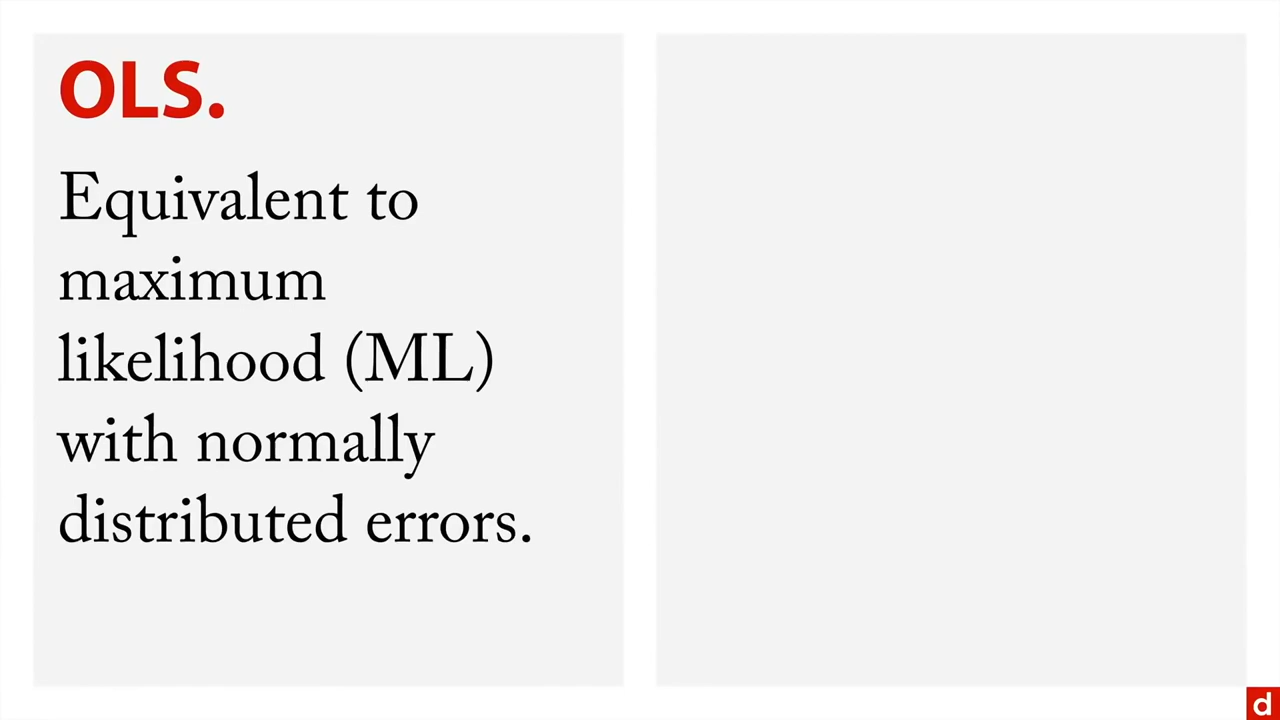 OLS.
Equivalent to
maximum
likelihood (ML)
with normally
distributed errors.
d